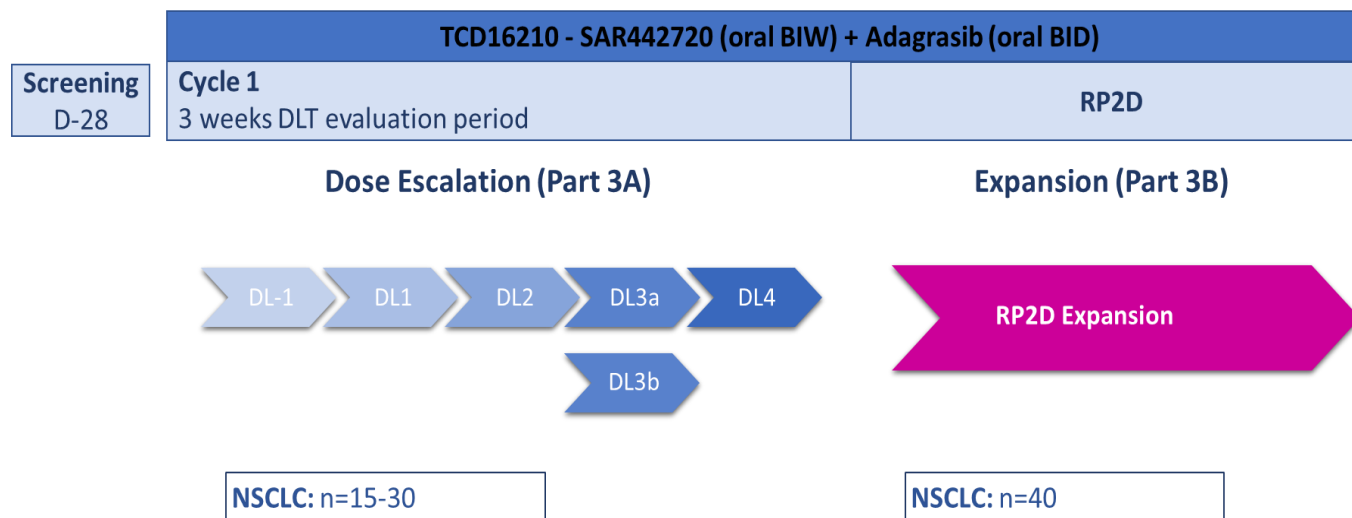 TCD16210 - SAR442720 (oral BIW) + Adagrasib (oral BID)
Screening
D-28
Cycle 1
3 weeks DLT evaluation period
RP2D
Dose Escalation (Part 3A)
Expansion (Part 3B)
DL-1
DL1
DL2
DL3a
DL4
DL3b
RP2D Expansion
NSCLC: n=15-30
NSCLC: n=40